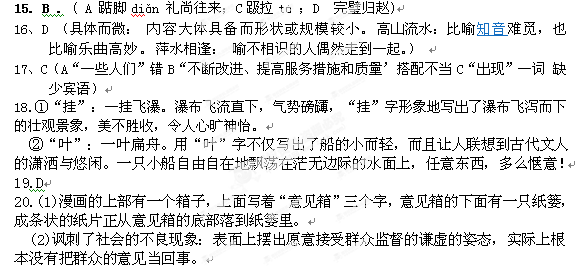 15. B . ( A 踮脚 diǎn 礼尚往来; C 趿拉 tā ; D 完璧归赵)
16、D (具体而微: 内容大体具备而形状或规模较小。高山流水: 比喻知音难觅, 也
比喻乐曲高妙。 萍水相逢: 喻不相识的人偶然走到一起。)
17、C (A“一些人们”错 B“不断改进、提高服务措施和质量’搭配不当 C“出现”一词 缺
少宾语)
18.①“挂”: 一挂飞瀑。瀑布飞流直下, 气势磅礴, “挂”字形象地写出了瀑布飞泻而下
的壮观景象, 美不胜收, 令人心旷神怡。
②“叶”: 一叶扁舟。用“叶”字不仅写出了船的小而轻, 而且让人联想到古代文人
的潇洒与悠闲。一只小船自由自在地飘荡在茫无边际的水面上, 任意东西, 多么惬意!
19.D
20. (1)漫画的上部有一个箱子, 上面写着“意见箱”三个字, 意见箱的下面有一只纸篓,
成条状的纸片正从意见箱的底部落到纸篓里。
(2)讽刺了社会的不良现象: 表面上摆出愿意接受群众监督的谦虚的姿态, 实际上根
本没有把群众的意见当回事。